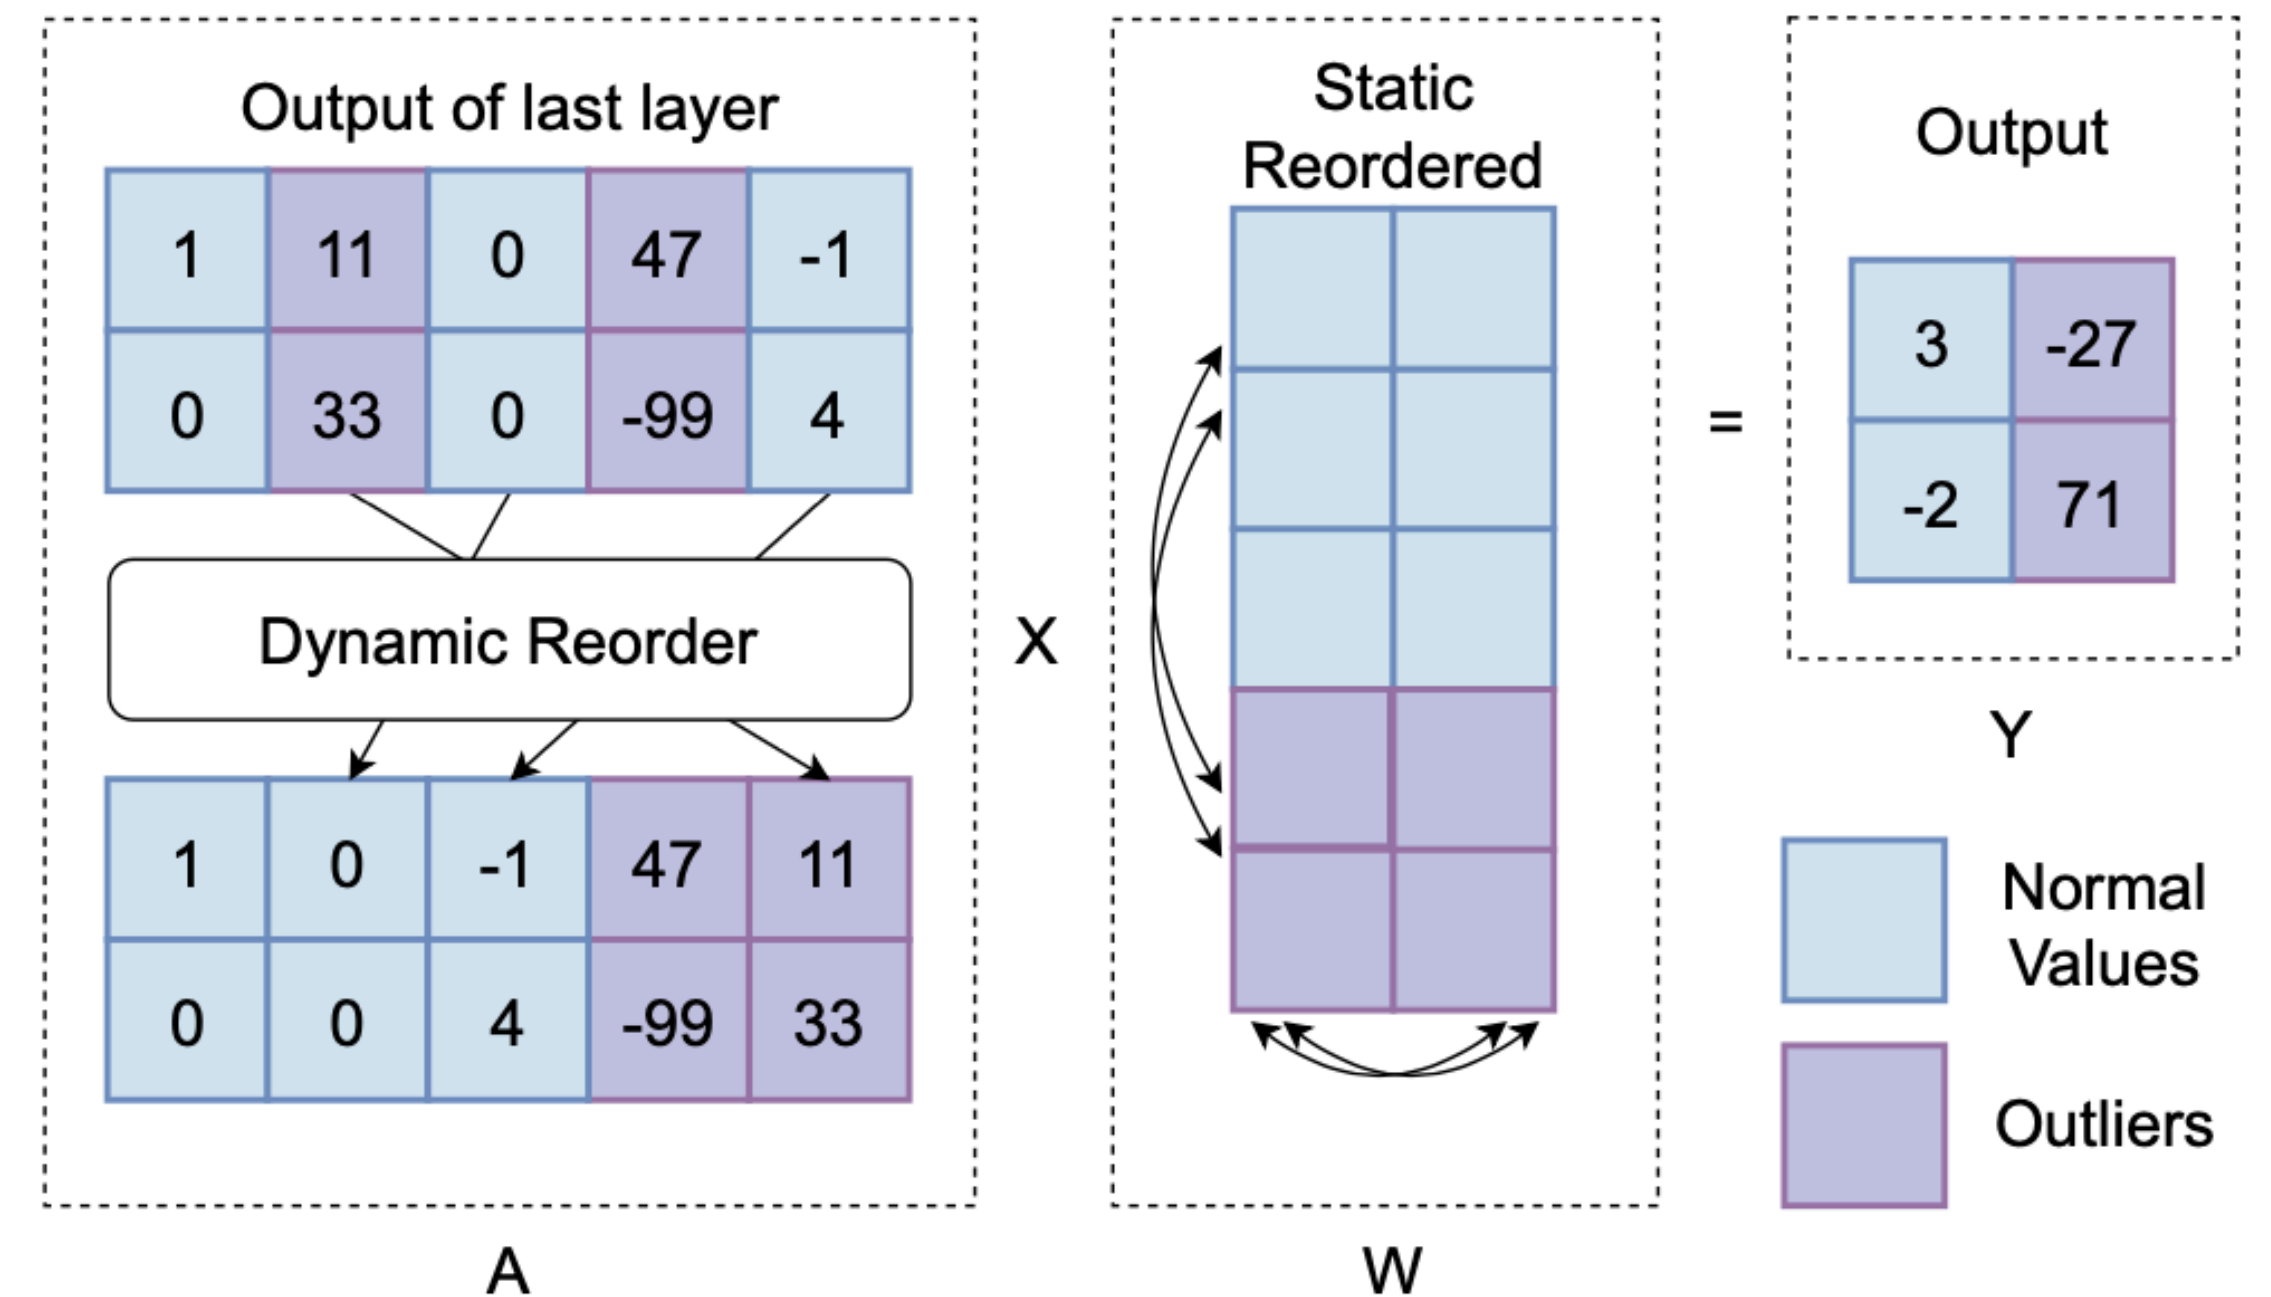 Output of last layer
1 11 0 47 -1
0 33 0 -99 4
Dynamic Reorder
1 0 -1 47 11
0 0 4 -99 33
A
X
Static
Reordered
W
=
Output
3 -27
-2 71
Y
Normal
Values
Outliers